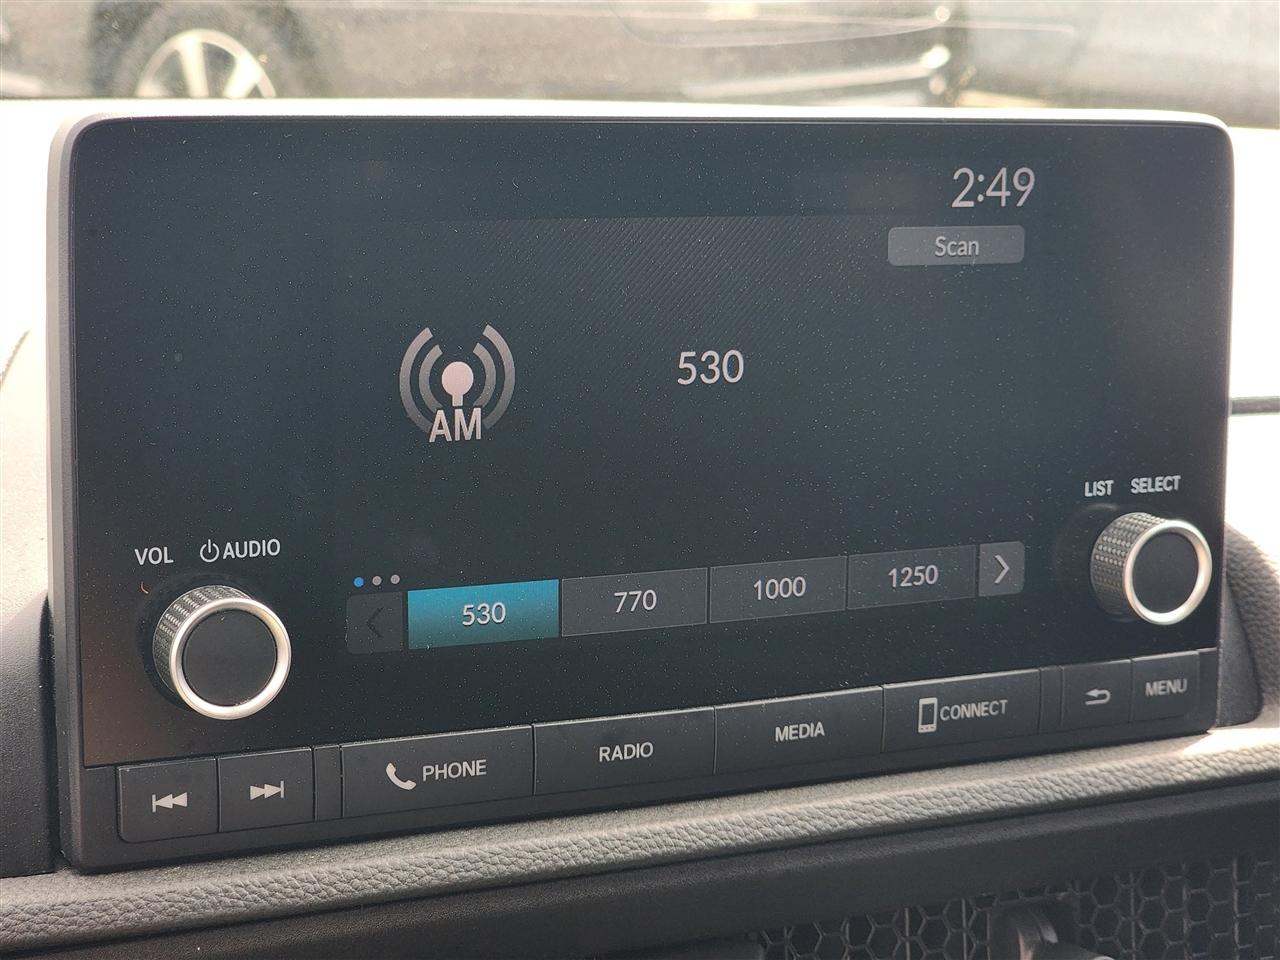 2:49
Scan
530
AM
LIST SELECT
VOL AUDIO
530 770 1000 1250
PHONE RADIO MEDIA CONNECT MENU